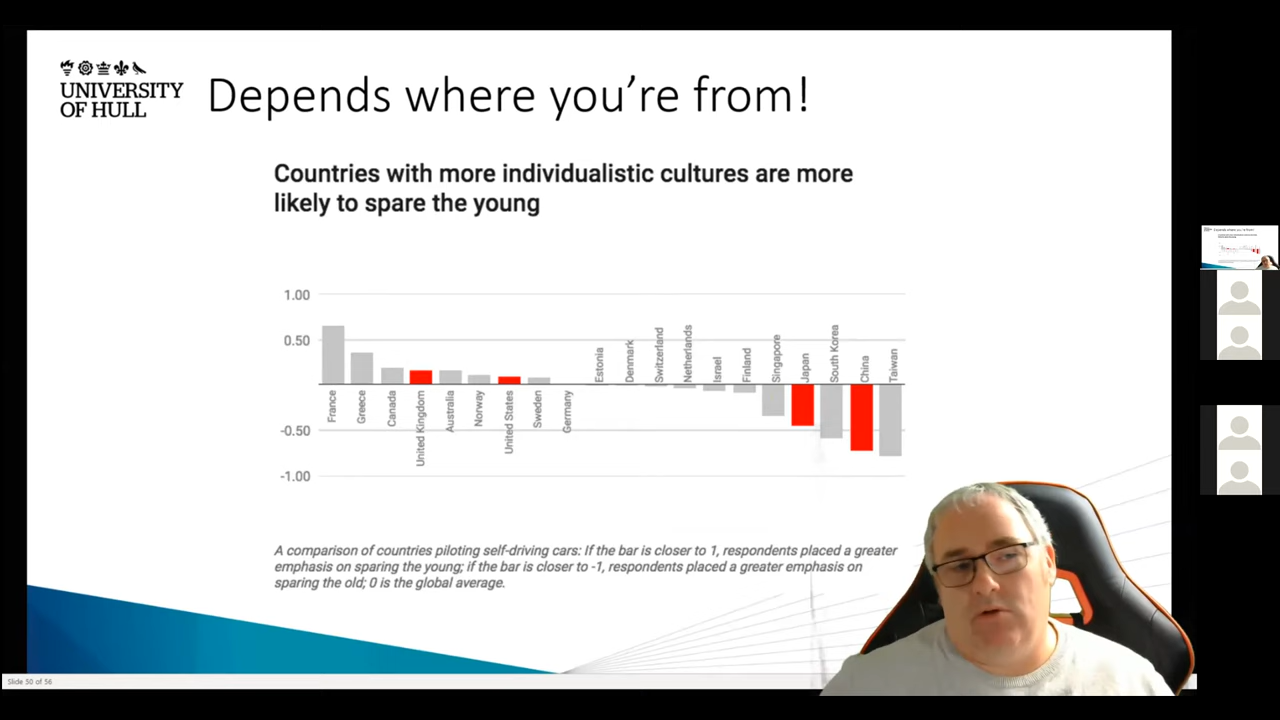 UNIVERSITY
OF HULL
Depends where you're from!
Countries with more individualistic cultures are more
likely to spare the young
1.00
0.50
-0.50
-1.00
France
Greece
Canada
United Kingdom
Australia
Norway
United States
Sweden
Germany
Estonia
Denmark
Switzerland
Netherlands
Israel
Finland
Singapore
Japan
South Korea
China
Taiwan
A comparison of countries piloting self-driving cars: If the bar is closer to 1, respondents placed a greater
emphasis on sparing the young; if the bar is closer to -1, respondents placed a greater emphasis on
sparing the old; 0 is the global average.
Slide 50 of 56
Depends where you're from!